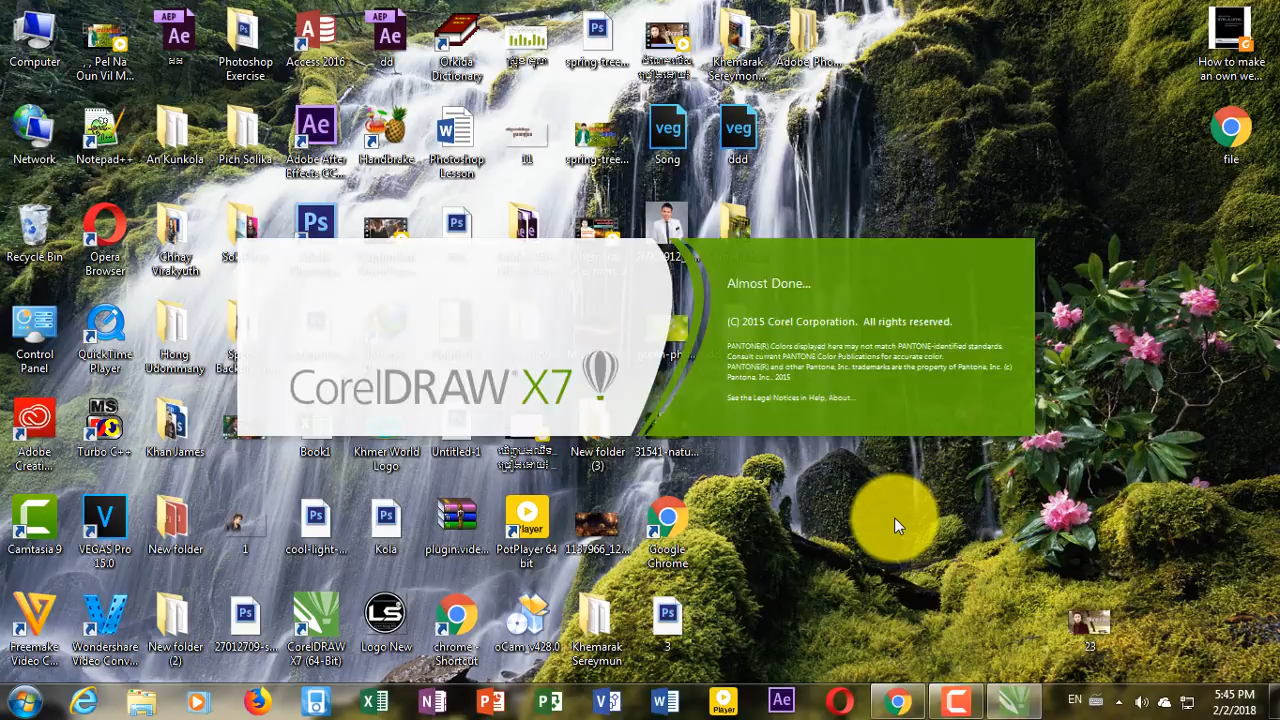 Computer
, Pel Na
Oun Vil M...
Photoshop
Exercise
Access 2016
dd
Orkida
Dictionary
spring-tree...
Khemarak
Sereymon...
Adobe (Pho...
How to make
an own we...
Network
Notepad++
An Kunkola
Pich Solika
Adobe After
Effects CC...
Handbrake
Photoshop
Lesson
11
spring-tree...
Song
ddd
file
Recycle Bin
Opera
Browser
Chhay
Virakyuth
Almost Done...
(C) 2015 Corel Corporation.  All rights reserved.
PANTONE(R) Colors displayed here may not match PANTONE-identified standards.
Consult current PANTONE Color Publications for accurate color.
PANTONE(R) and other Pantone, Inc. trademarks are the property of Pantone, Inc. (c)
Pantone. Inc.. 2015
See the Legal Notices in Help, About...
CorelDRAW® X7
Control
Panel
QuickTime
Player
Hong
Udommany
Adobe
Creati...
Turbo C++
Khan James
Book1
Khmer World
Logo
Untitled-1
New folder
(3)
31541-natu...
Camtasia 9
VEGAS Pro
15.0
New folder
1
cool-light-...
Kola
plugin.vide...
PotPlayer 64
bit
1137966_12...
Google
Chrome
Freemake
Video C...
Wondershare
Video Conv...
New folder
(2)
27012709-s...
CorelDRAW
X7 (64-Bit)
Logo New
chrome -
Shortcut
oCam v428.0
Khemarak
Sereymun
3
23
EN
5:45 PM
2/2/2018